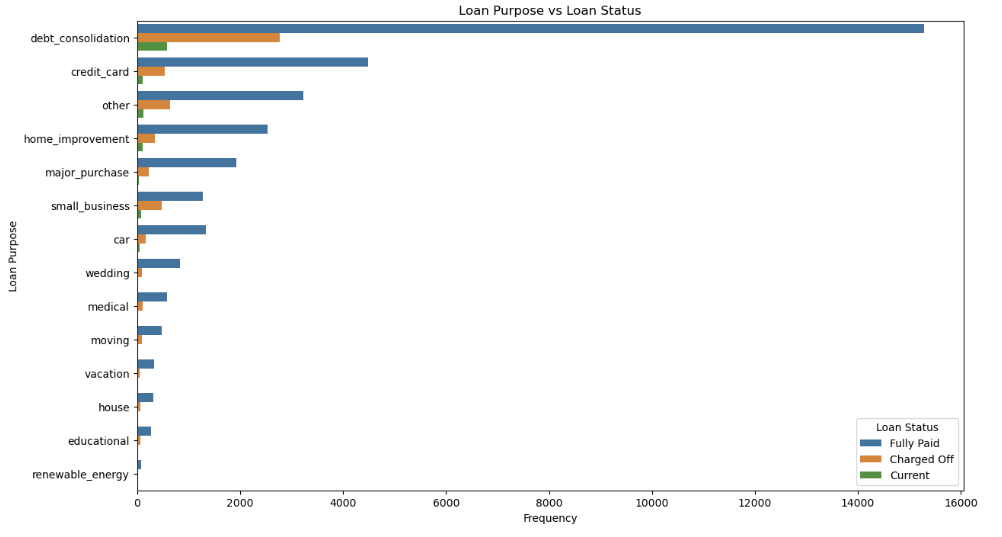 Loan Purpose vs Loan Status
Loan Purpose
debt_consolidation
credit_card
other
home_improvement
major_purchase
small_business
car
wedding
medical
moving
vacation
house
educational
renewable_energy
Loan Status
Fully Paid
Charged Off
Current
0 2000 4000 6000 8000 10000 12000 14000 16000
Frequency